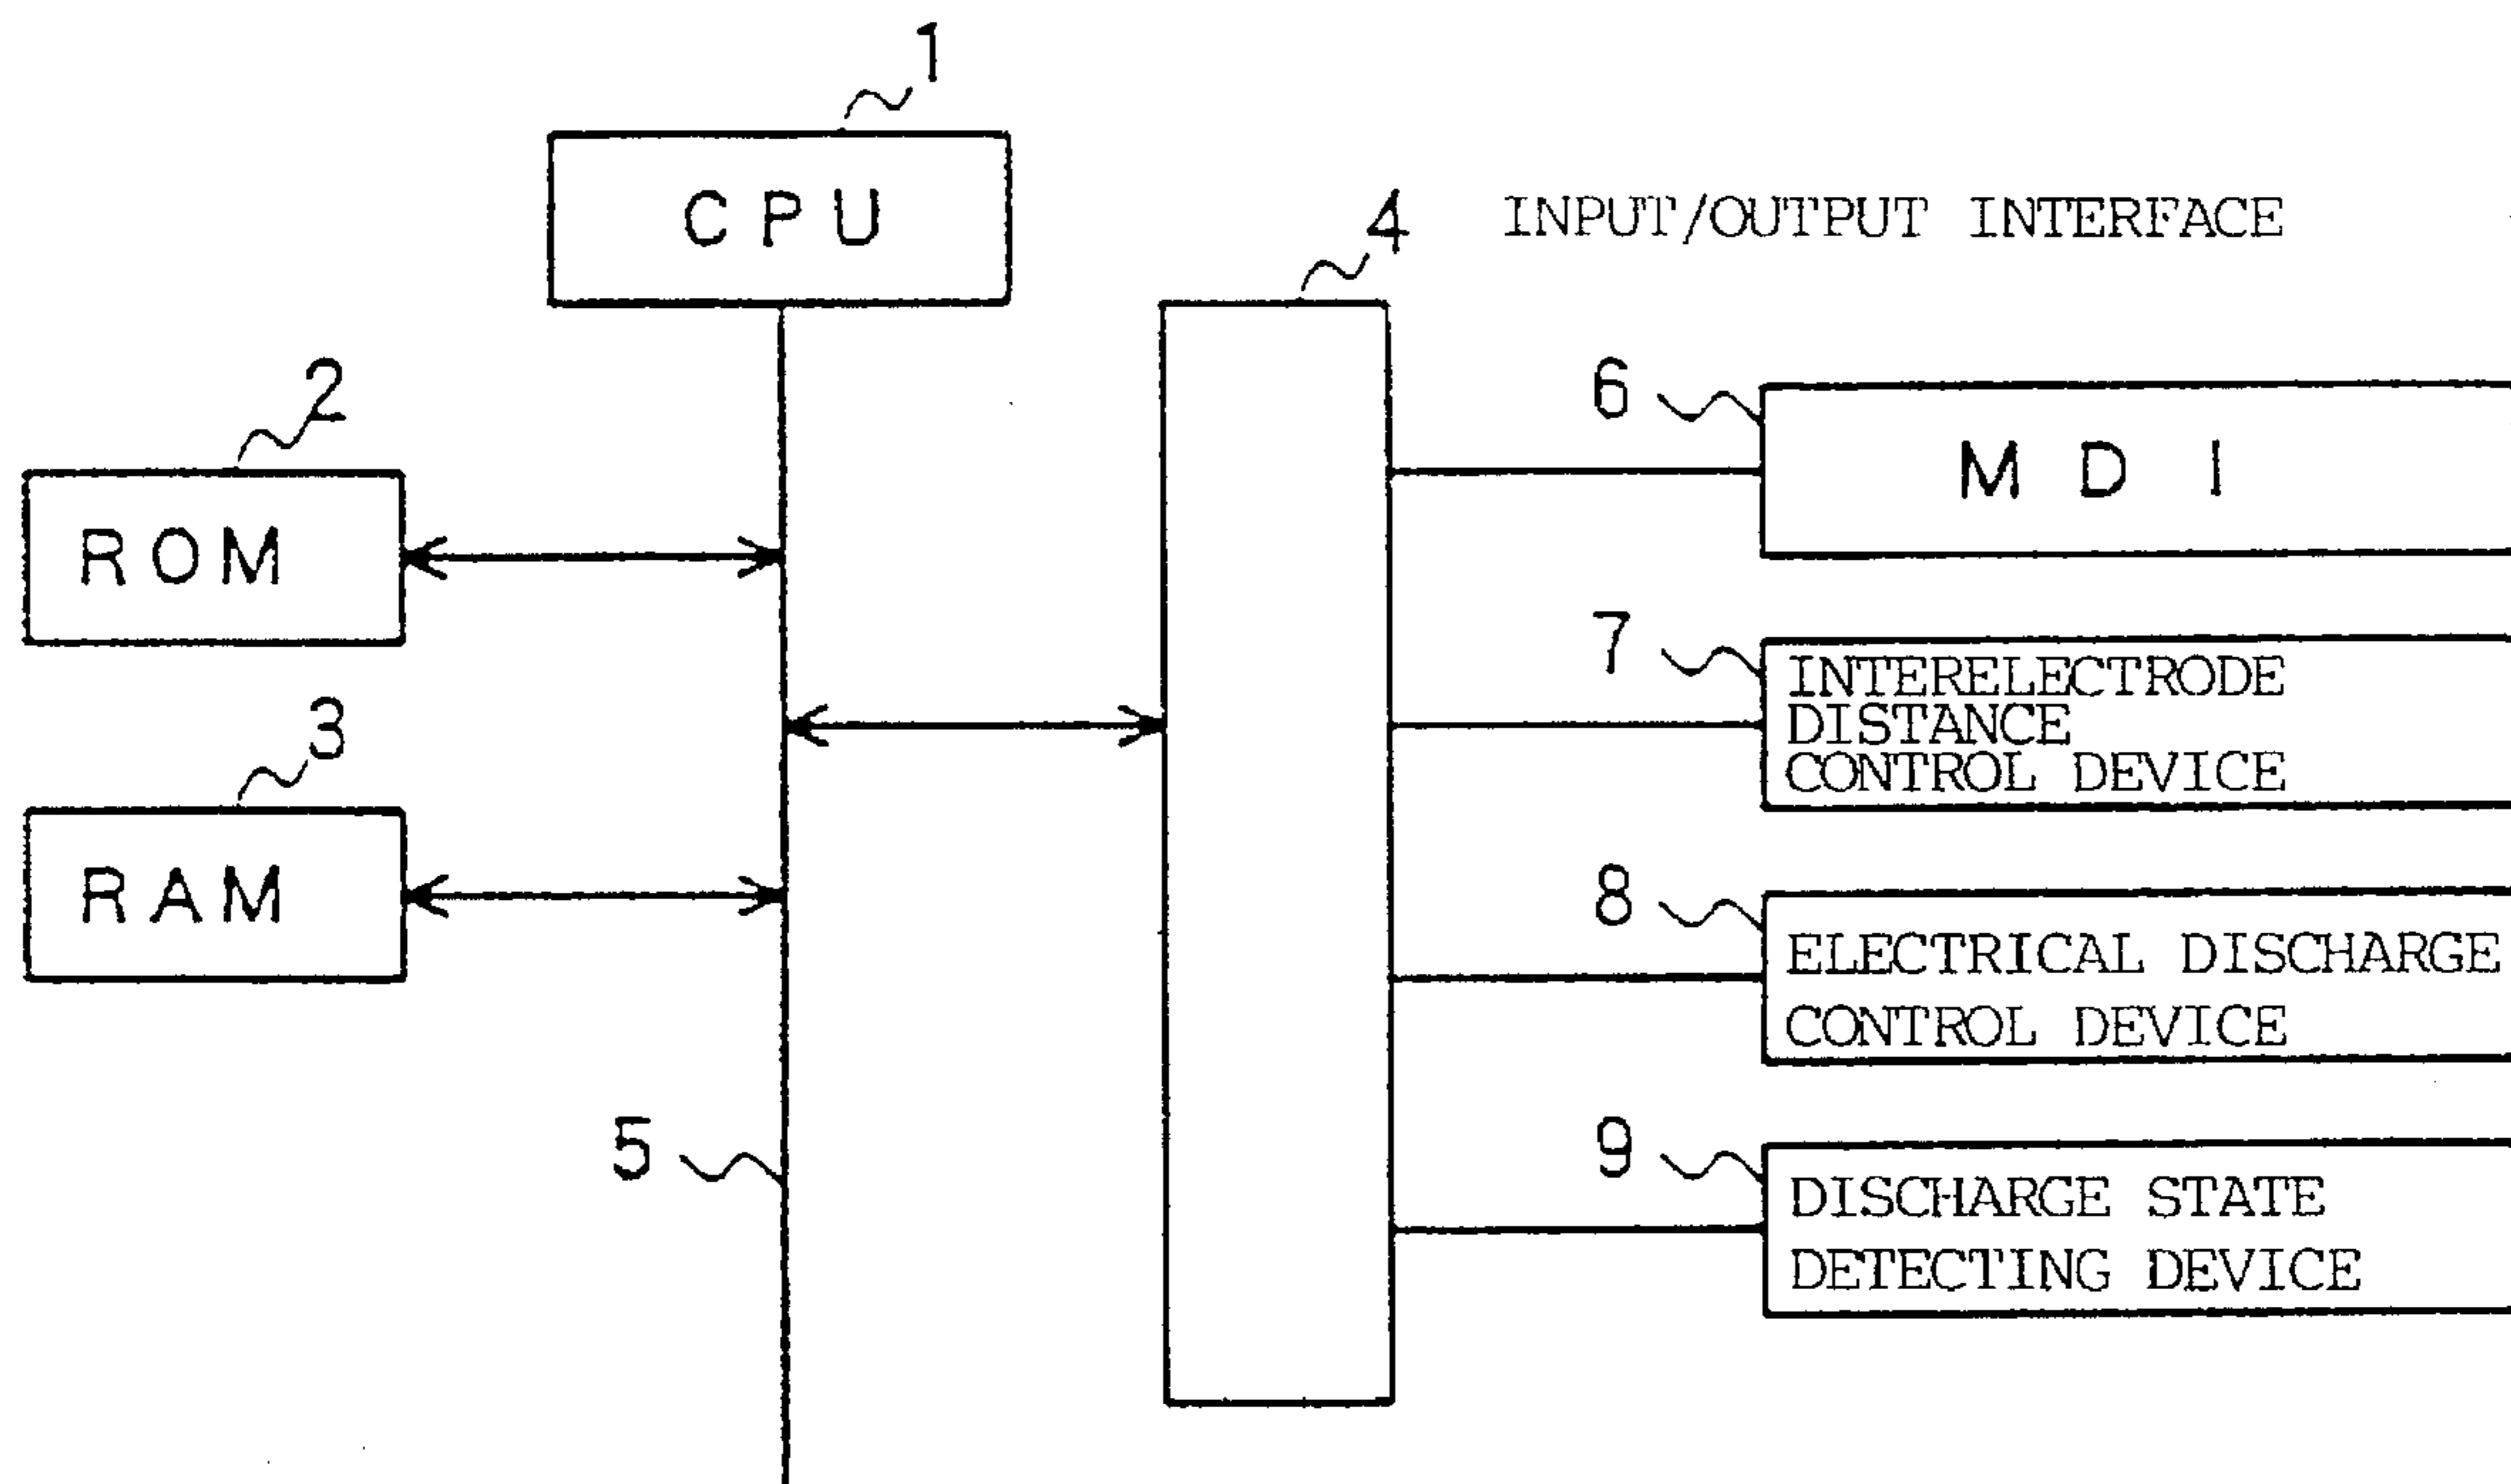 1
CPU
4 INPUT/OUTPUT INTERFACE
2
ROM
6
MDI
3
RAM
7
INTERELECTRODE
DISTANCE
CONTROL DEVICE
8
ELECTRICAL DISCHARGE
CONTROL DEVICE
5
9
DISCHARGE STATE
DETECTING DEVICE